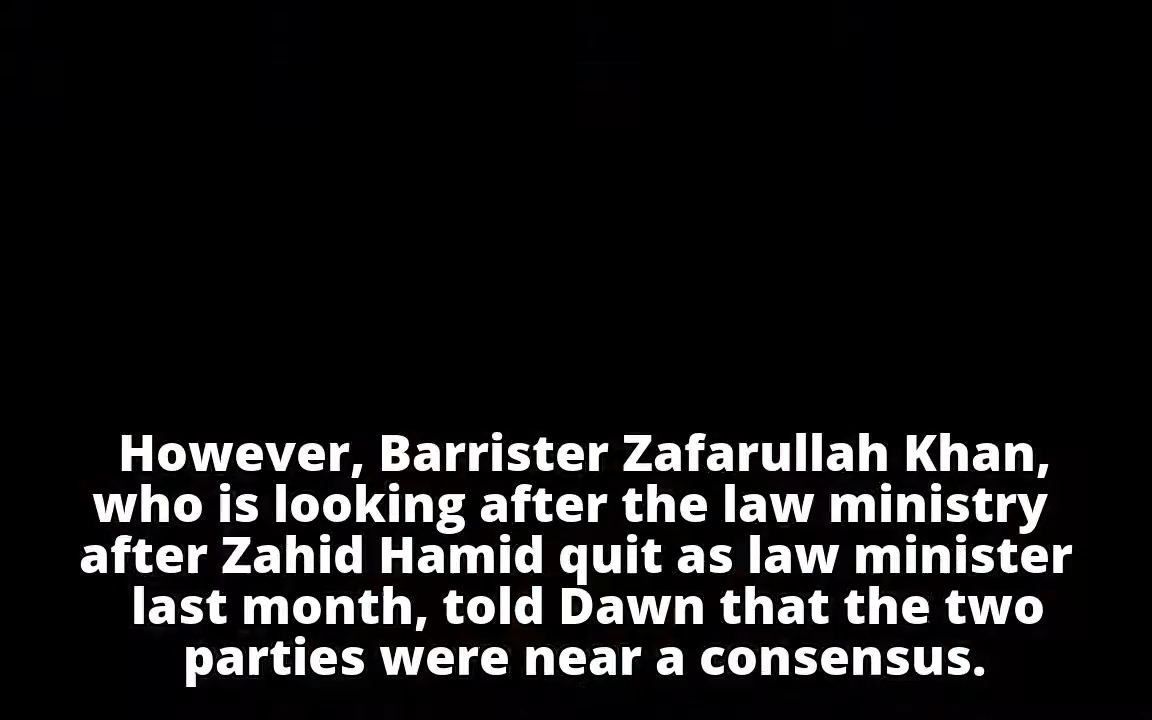 However, Barrister Zafarullah Khan,
who is looking after the law ministry
after Zahid Hamid quit as law minister
last month, told Dawn that the two
parties were near a consensus.